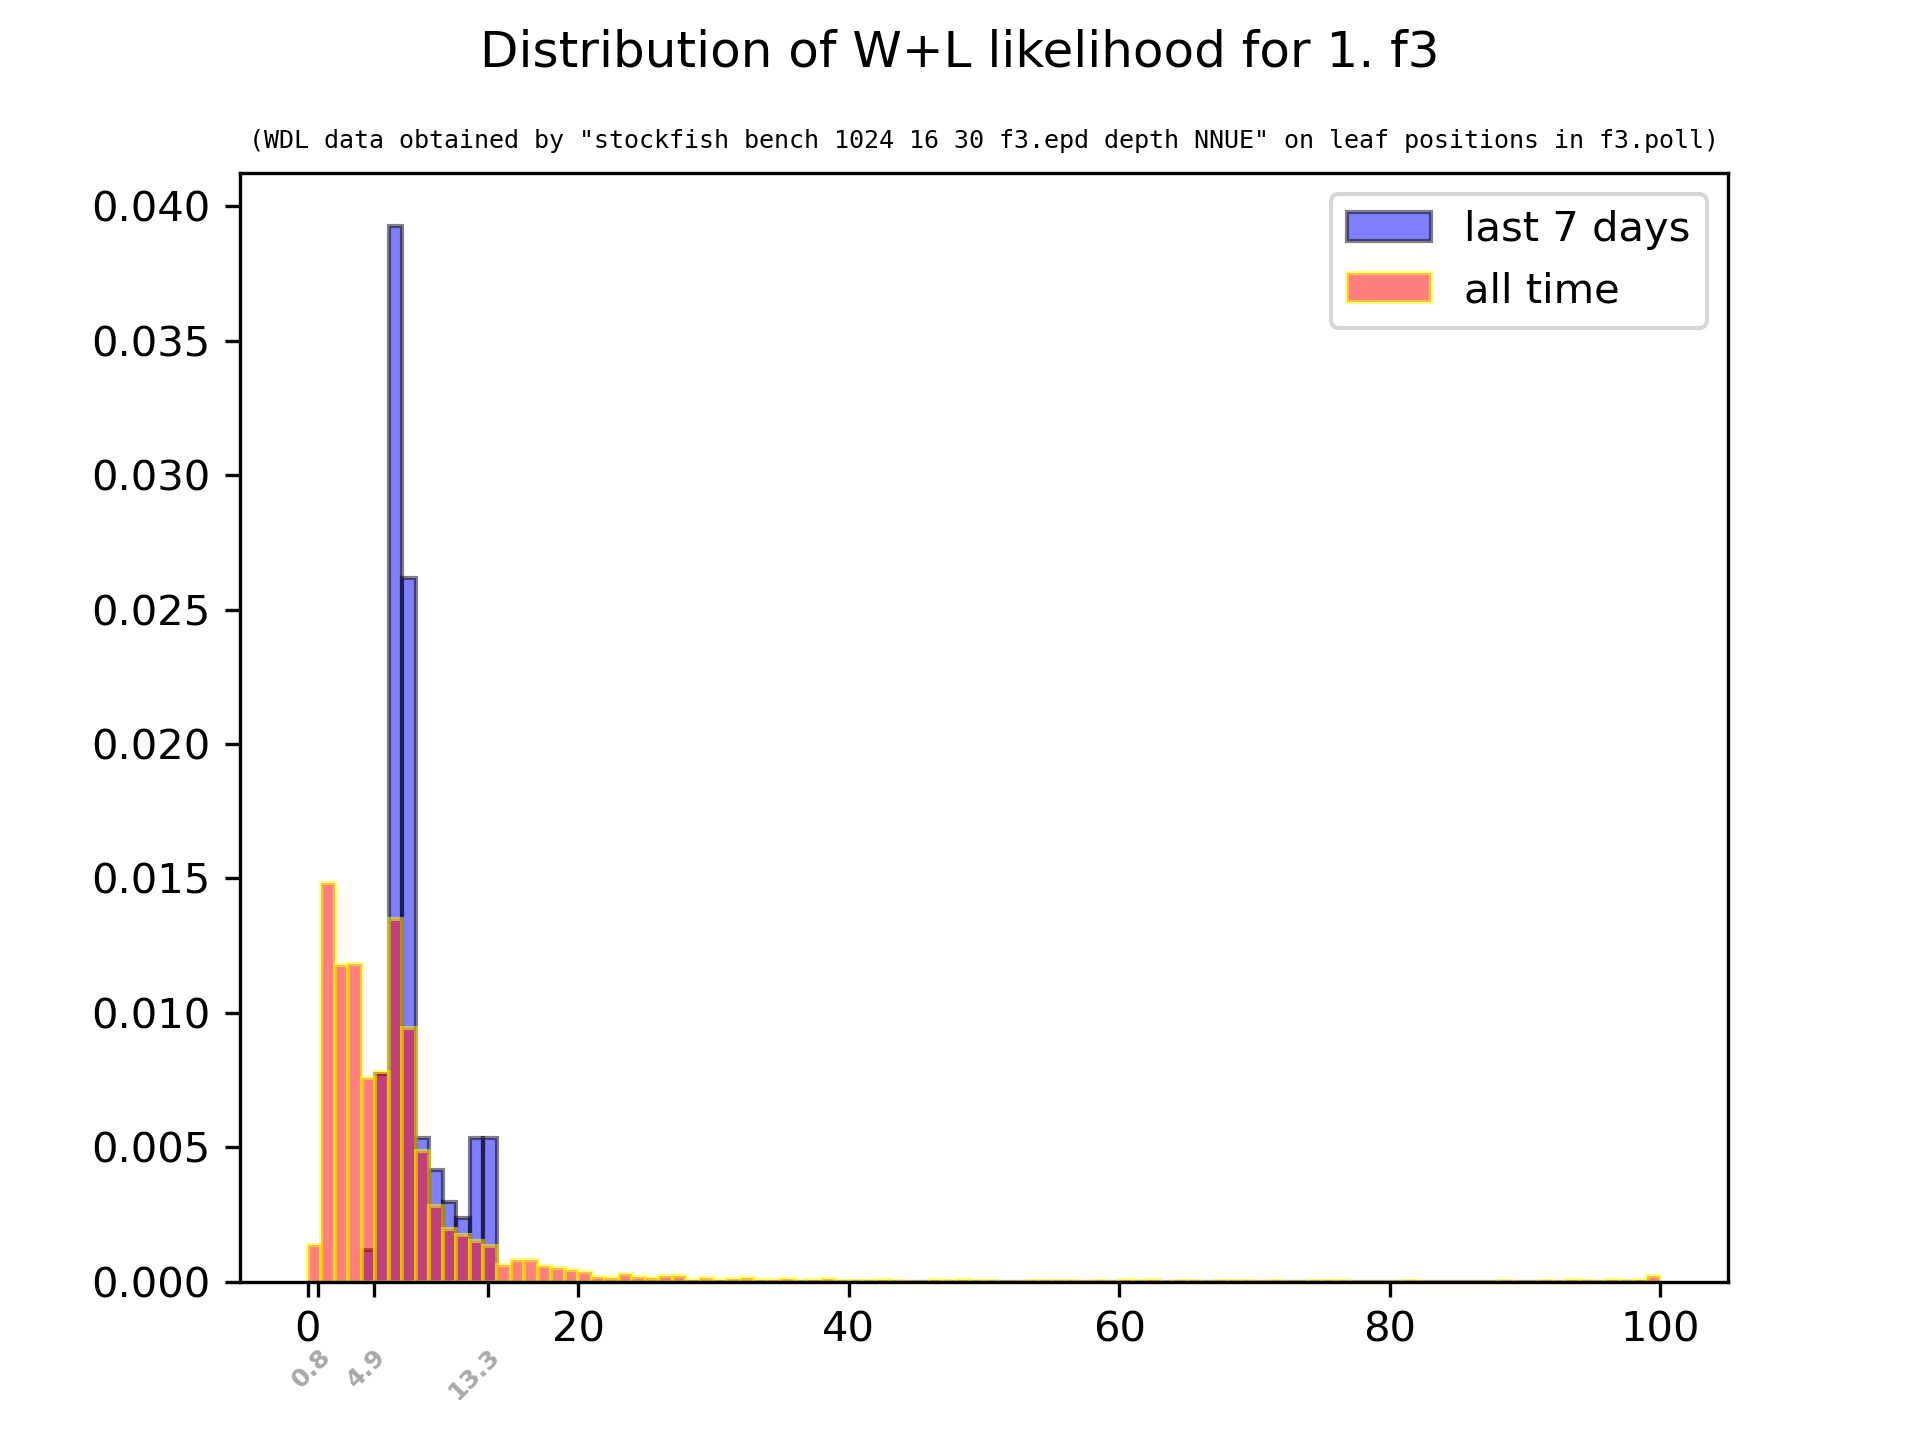 Distribution of W+L likelihood for 1. f3
(WDL data obtained by "stockfish bench 1024 16 30 f3.epd depth NNUE" on leaf positions in f3.poll)
last 7 days
all time
0.040
0.035
0.030
0.025
0.020
0.015
0.010
0.005
0.000
0 20 40 60 80 100
0.8 4.9 13.3